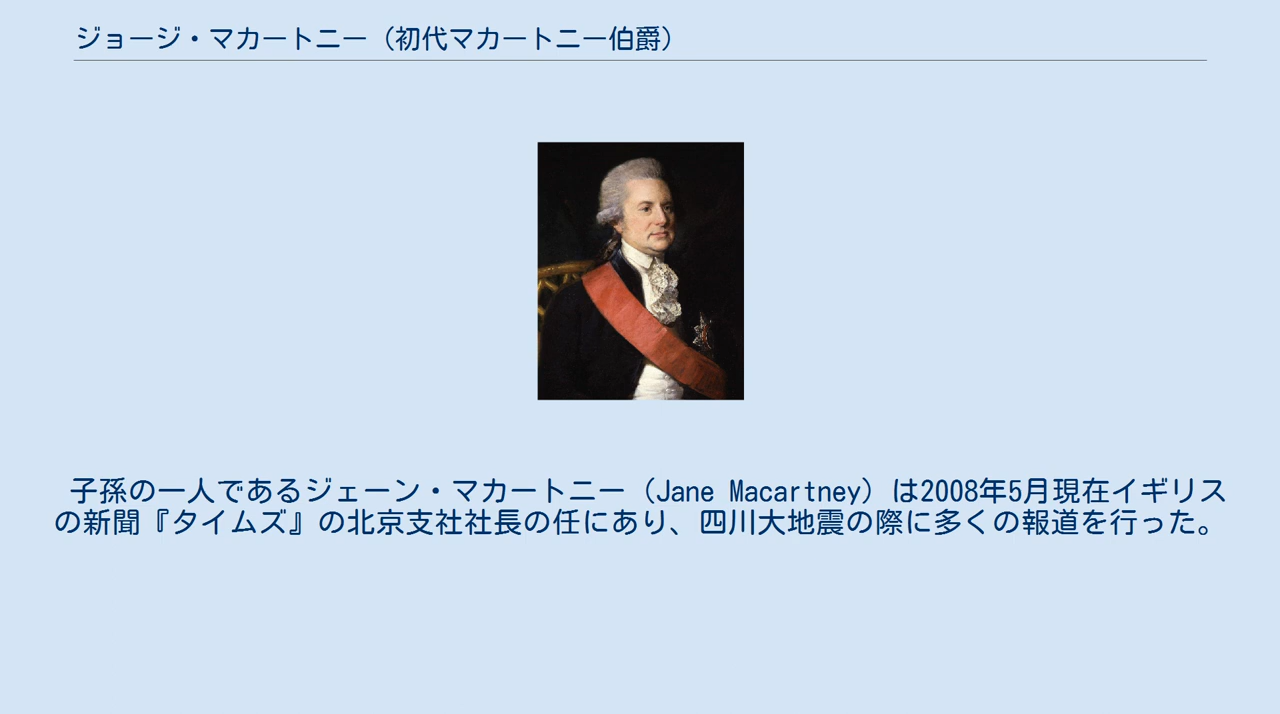 ジョージ・マカートニー（初代マカートニー伯爵）
子孫の一人であるジェーン・マカートニー（Jane Macartney）は2008年5月現在イギリス
の新聞『タイムズ』の北京支社社長の任にあり、四川大地震の際に多くの報道を行った。